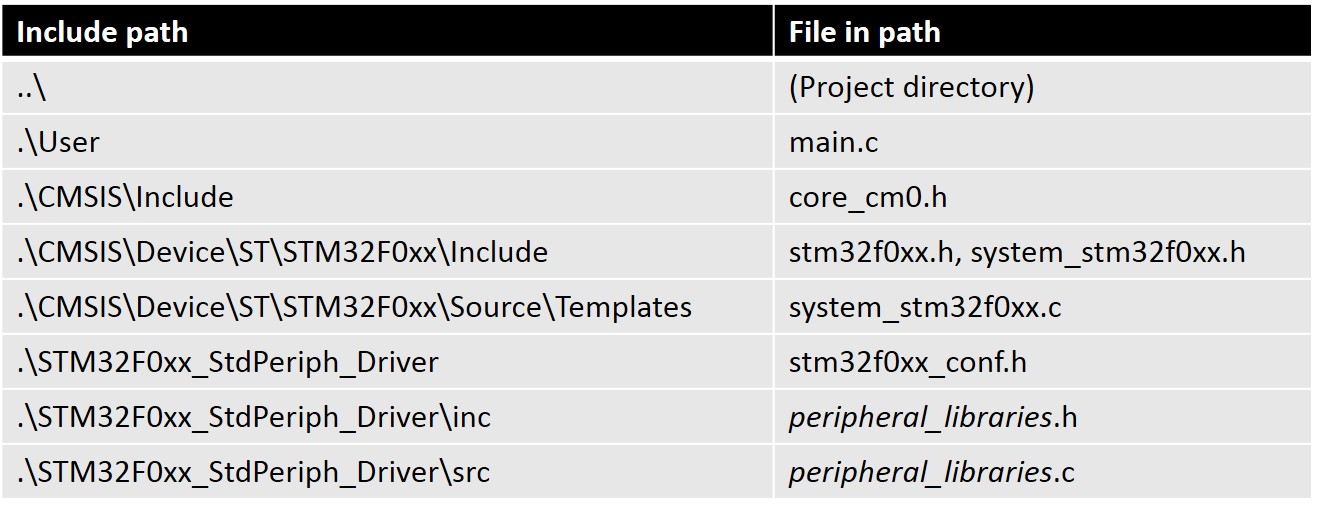 Include path File in path
..\ (Project directory)
.\User main.c
.\CMSIS\Include core_cm0.h
.\CMSIS\Device\ST\STM32F0xx\Include stm32f0xx.h, system_stm32f0xx.h
.\CMSIS\Device\ST\STM32F0xx\Source\Templates system_stm32f0xx.c
.\STM32F0xx_StdPeriph_Driver stm32f0xx_conf.h
.\STM32F0xx_StdPeriph_Driver\inc peripheral_libraries.h
.\STM32F0xx_StdPeriph_Driver\src peripheral_libraries.c